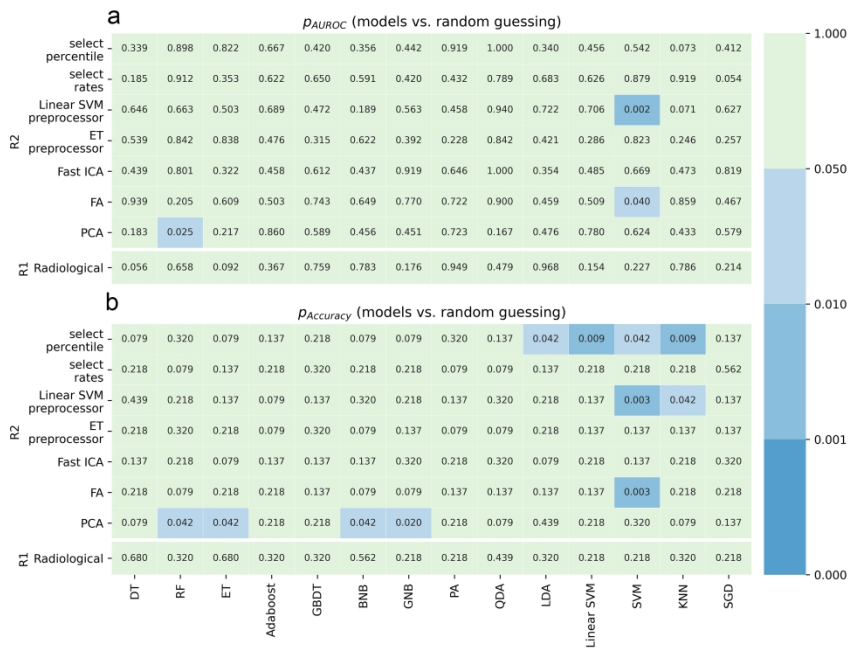 a
p_AUROC (models vs. random guessing)
select
percentile
0.339 0.898 0.822 0.667 0.420 0.356 0.442 0.919 1.000 0.340 0.456 0.542 0.073 0.412
select
rates
0.185 0.912 0.353 0.622 0.650 0.591 0.420 0.432 0.789 0.683 0.626 0.879 0.919 0.054
Linear SVM
preprocessor
0.646 0.663 0.503 0.689 0.472 0.189 0.563 0.458 0.940 0.722 0.706 0.002 0.071 0.627
R2
ET
preprocessor
0.539 0.842 0.838 0.476 0.315 0.622 0.392 0.228 0.842 0.421 0.286 0.823 0.246 0.257
Fast ICA 0.439 0.801 0.322 0.458 0.612 0.437 0.919 0.646 1.000 0.354 0.485 0.669 0.473 0.819
FA 0.939 0.205 0.609 0.503 0.743 0.649 0.770 0.722 0.900 0.459 0.509 0.040 0.859 0.467
PCA 0.183 0.025 0.217 0.860 0.589 0.456 0.451 0.723 0.167 0.476 0.780 0.624 0.433 0.579
R1 Radiological 0.056 0.658 0.092 0.367 0.759 0.783 0.176 0.949 0.479 0.968 0.154 0.227 0.786 0.214
b
p_Accuracy (models vs. random guessing)
select
percentile
0.079 0.320 0.079 0.137 0.218 0.079 0.079 0.320 0.137 0.042 0.009 0.042 0.009 0.137
select
rates
0.218 0.079 0.137 0.218 0.320 0.218 0.218 0.079 0.079 0.137 0.218 0.218 0.218 0.562
Linear SVM
preprocessor
0.439 0.218 0.137 0.079 0.137 0.320 0.218 0.137 0.320 0.218 0.137 0.003 0.042 0.137
R2
ET
preprocessor
0.218 0.320 0.218 0.079 0.320 0.079 0.137 0.079 0.079 0.218 0.137 0.137 0.137 0.137
Fast ICA 0.137 0.218 0.079 0.137 0.137 0.320 0.218 0.218 0.320 0.079 0.218 0.137 0.218 0.320
FA 0.218 0.079 0.218 0.218 0.137 0.079 0.079 0.137 0.137 0.137 0.137 0.003 0.218 0.218
PCA 0.079 0.042 0.042 0.218 0.218 0.042 0.020 0.218 0.079 0.439 0.218 0.320 0.079 0.137
R1 Radiological 0.680 0.320 0.680 0.320 0.320 0.562 0.218 0.218 0.439 0.320 0.218 0.218 0.320 0.218
DT RF ET Adaboost GBDT BNB GNB PA QDA LDA Linear SVM SVM KNN SGD
1.000
0.050
0.010
0.001
0.000